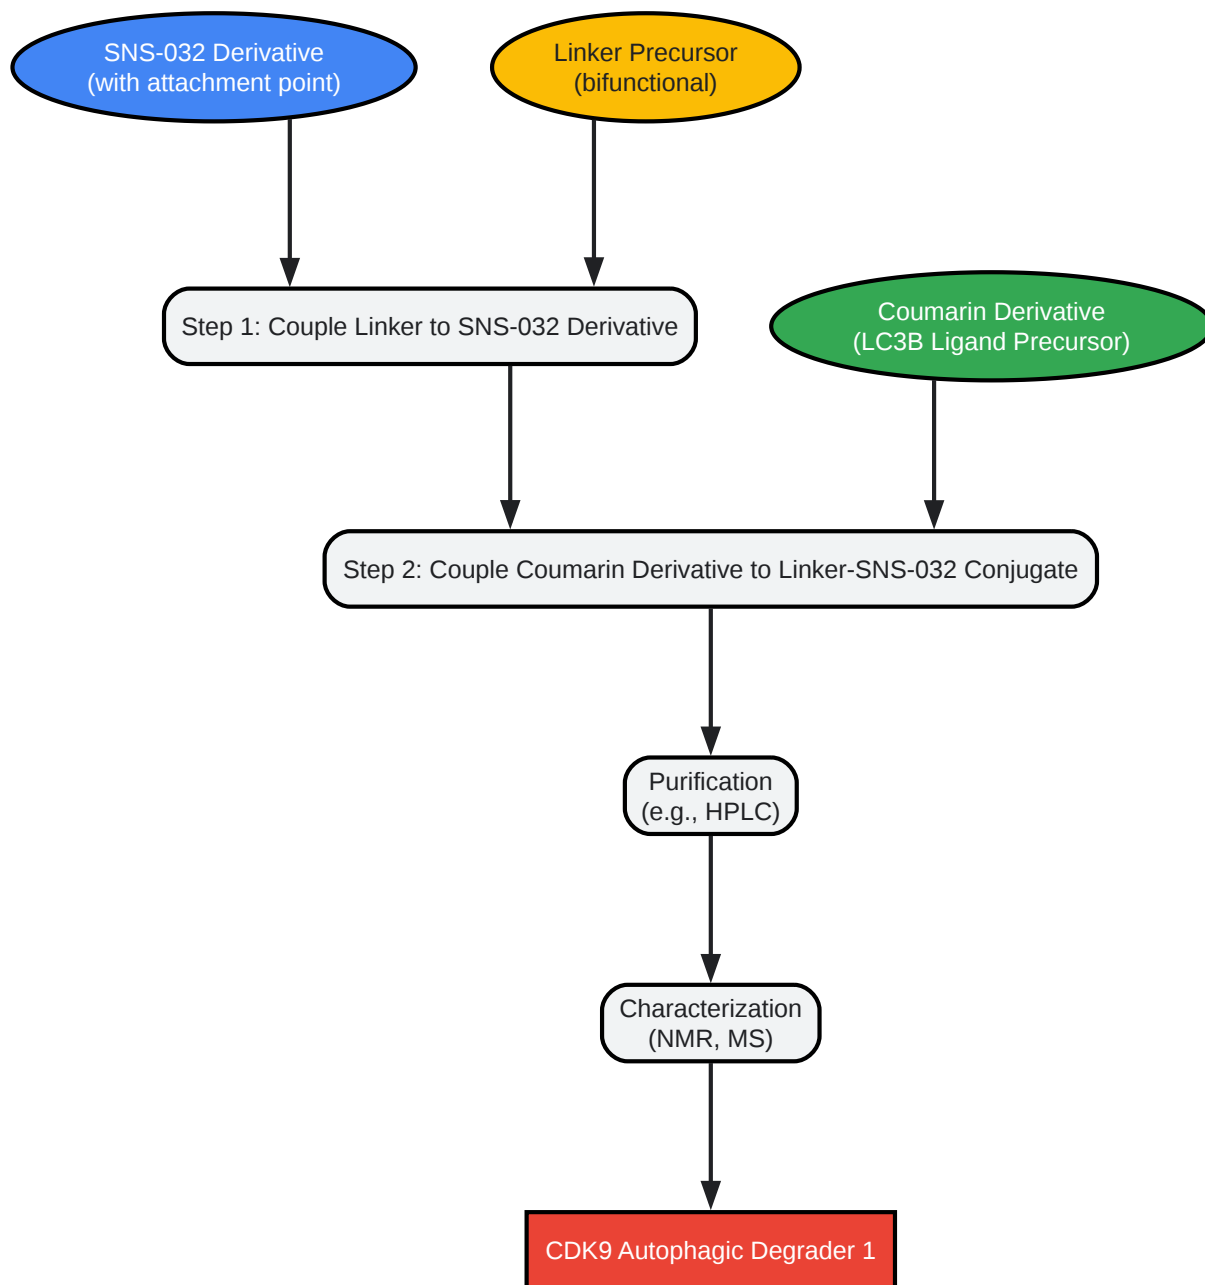 SNS-032 Derivative
(with attachment point)
Linker Precursor
(bifunctional)
Step 1: Couple Linker to SNS-032 Derivative
Coumarin Derivative
(LC3B Ligand Precursor)
Step 2: Couple Coumarin Derivative to Linker-SNS-032 Conjugate
Purification
(e.g., HPLC)
Characterization
(NMR, MS)
CDK9 Autophagic Degrader 1